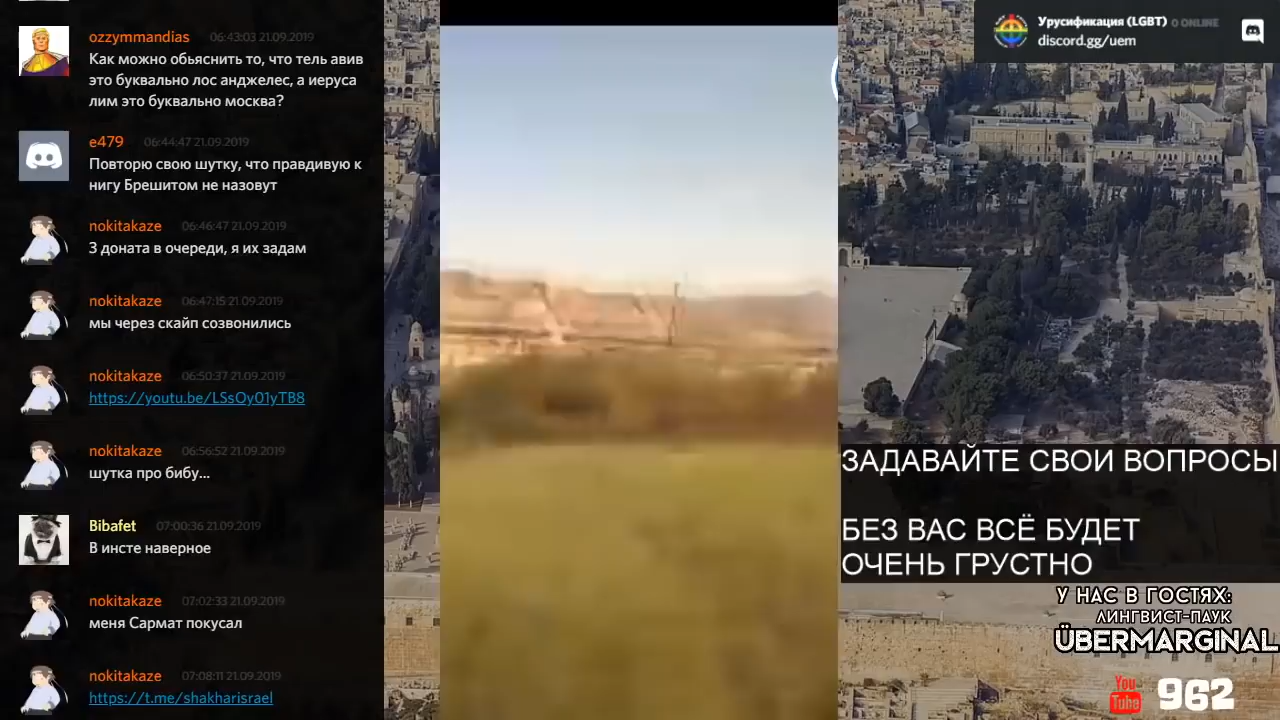 ozzymmandias 06:43:03 21.09.2019
Как можно обьяснить то, что тель авив
это буквально лос анджелес, а иеруса
лим это буквально москва?
e479 06:44:47 21.09.2019
Повторю свою шутку, что правдивую к
нигу Брешитом не назовут
nokitakaze 06:46:47 21.09.2019
3 доната в очереди, я их задам
nokitakaze 06:47:15 21.09.2019
мы через скайп созвонились
nokitakaze 06:50:37 21.09.2019
https://youtu.be/LSsOy01yTB8
nokitakaze 06:56:52 21.09.2019
шутка про бибу...
Bibafet 07:00:36 21.09.2019
В инсте наверное
nokitakaze 07:02:33 21.09.2019
меня Сармат покусал
nokitakaze 07:08:11 21.09.2019
https://t.me/shakharisrael
Урусификация (LGBT) 0 ONLINE
discord.gg/uem
ЗАДАВАЙТЕ СВОИ ВОПРОСЫ
БЕЗ ВАС ВСЁ БУДЕТ
ОЧЕНЬ ГРУСТНО
У НАС В ГОСТЯХ:
ЛИНГВИСТ-ПАУК
ÜBERMARGINAL
You Tube 962